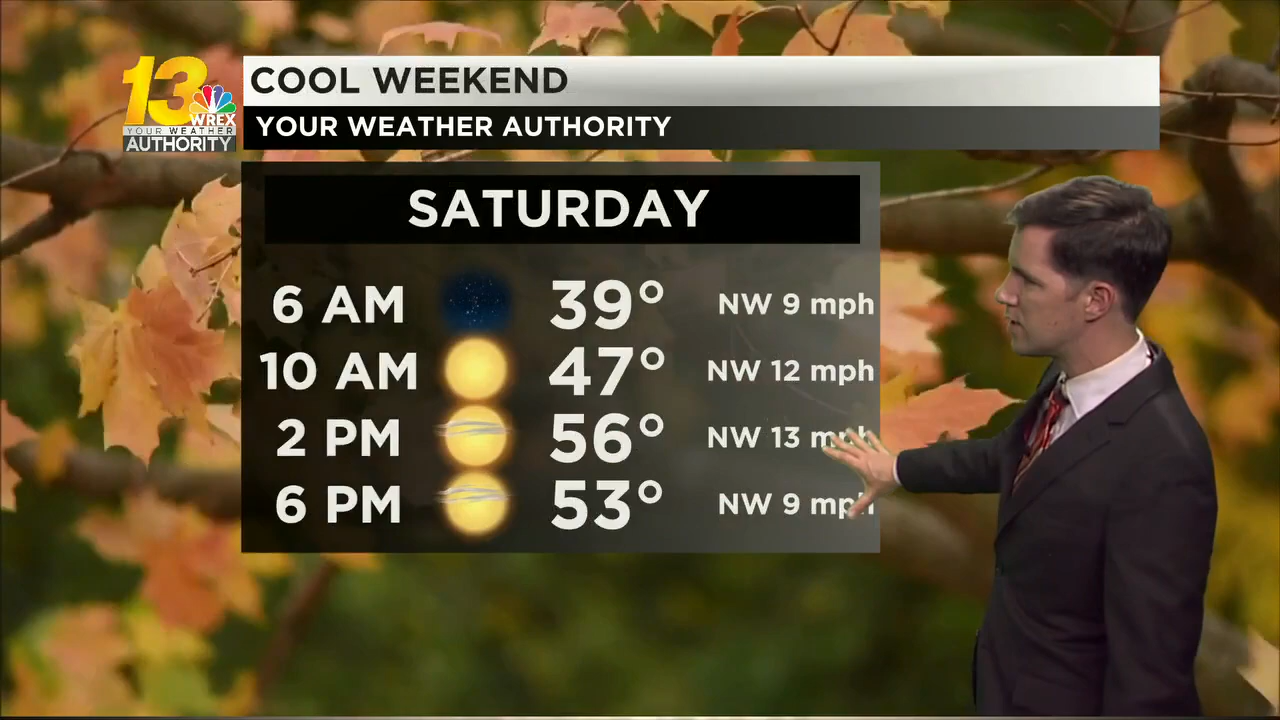 13
WREX
YOUR WEATHER
AUTHORITY
COOL WEEKEND
YOUR WEATHER AUTHORITY
SATURDAY
6 AM 39° NW 9 mph
10 AM 47° NW 12 mph
2 PM 56° NW 13 mph
6 PM 53° NW 9 mph